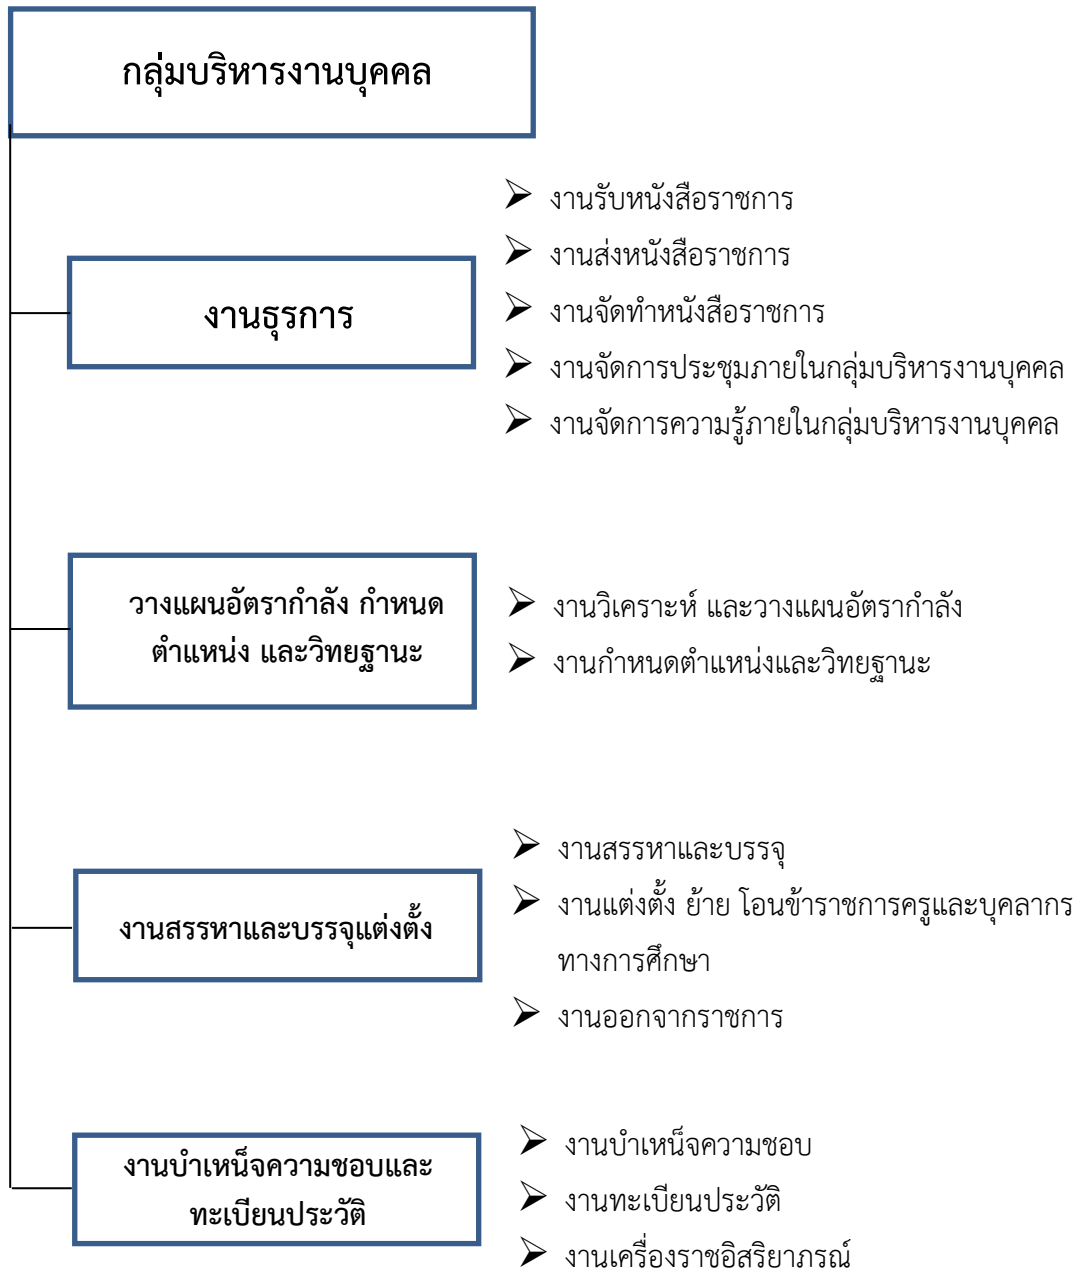 กลุ่มบริหารงานบุคคล
งานธุรการ
งานรับหนังสือราชการ
งานส่งหนังสือราชการ
งานจัดทำหนังสือราชการ
งานจัดการประชุมภายในกลุ่มบริหารงานบุคคล
งานจัดการความรู้ภายในกลุ่มบริหารงานบุคคล
วางแผนอัตรากำลัง กำหนด
ตำแหน่ง และวิทยฐานะ
งานวิเคราะห์ และวางแผนอัตรากำลัง
งานกำหนดตำแหน่งและวิทยฐานะ
งานสรรหาและบรรจุแต่งตั้ง
งานสรรหาและบรรจุ
งานแต่งตั้ง ย้าย โอนข้าราชการครูและบุคลากร
ทางการศึกษา
งานออกจากราชการ
งานบำเหน็จความชอบและ
ทะเบียนประวัติ
งานบำเหน็จความชอบ
งานทะเบียนประวัติ
งานเครื่องราชอิสริยาภรณ์